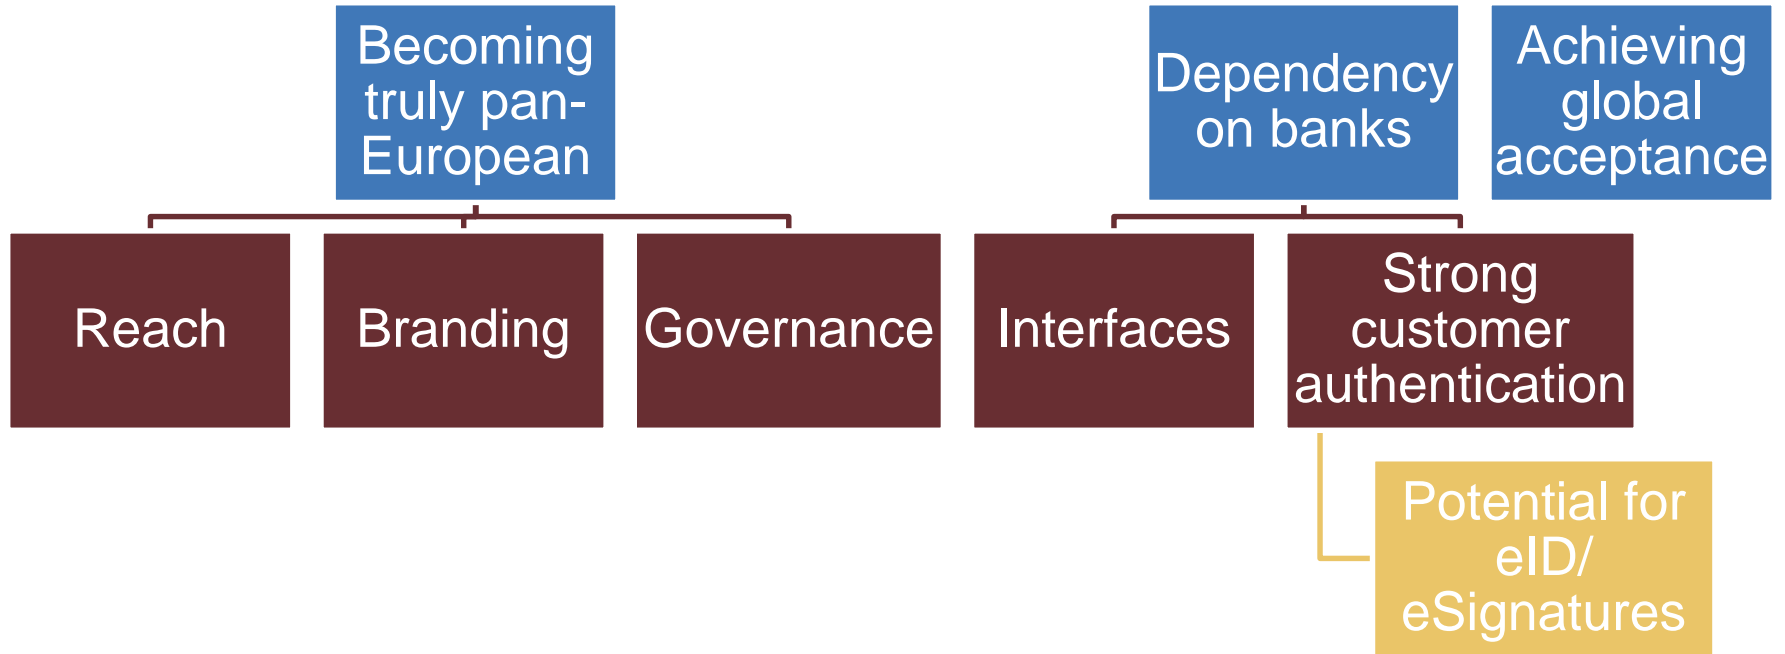 Becoming
truly pan-
European
Dependency
on banks
Achieving
global
acceptance
Reach
Branding
Governance
Interfaces
Strong
customer
authentication
Potential for
eID/
eSignatures